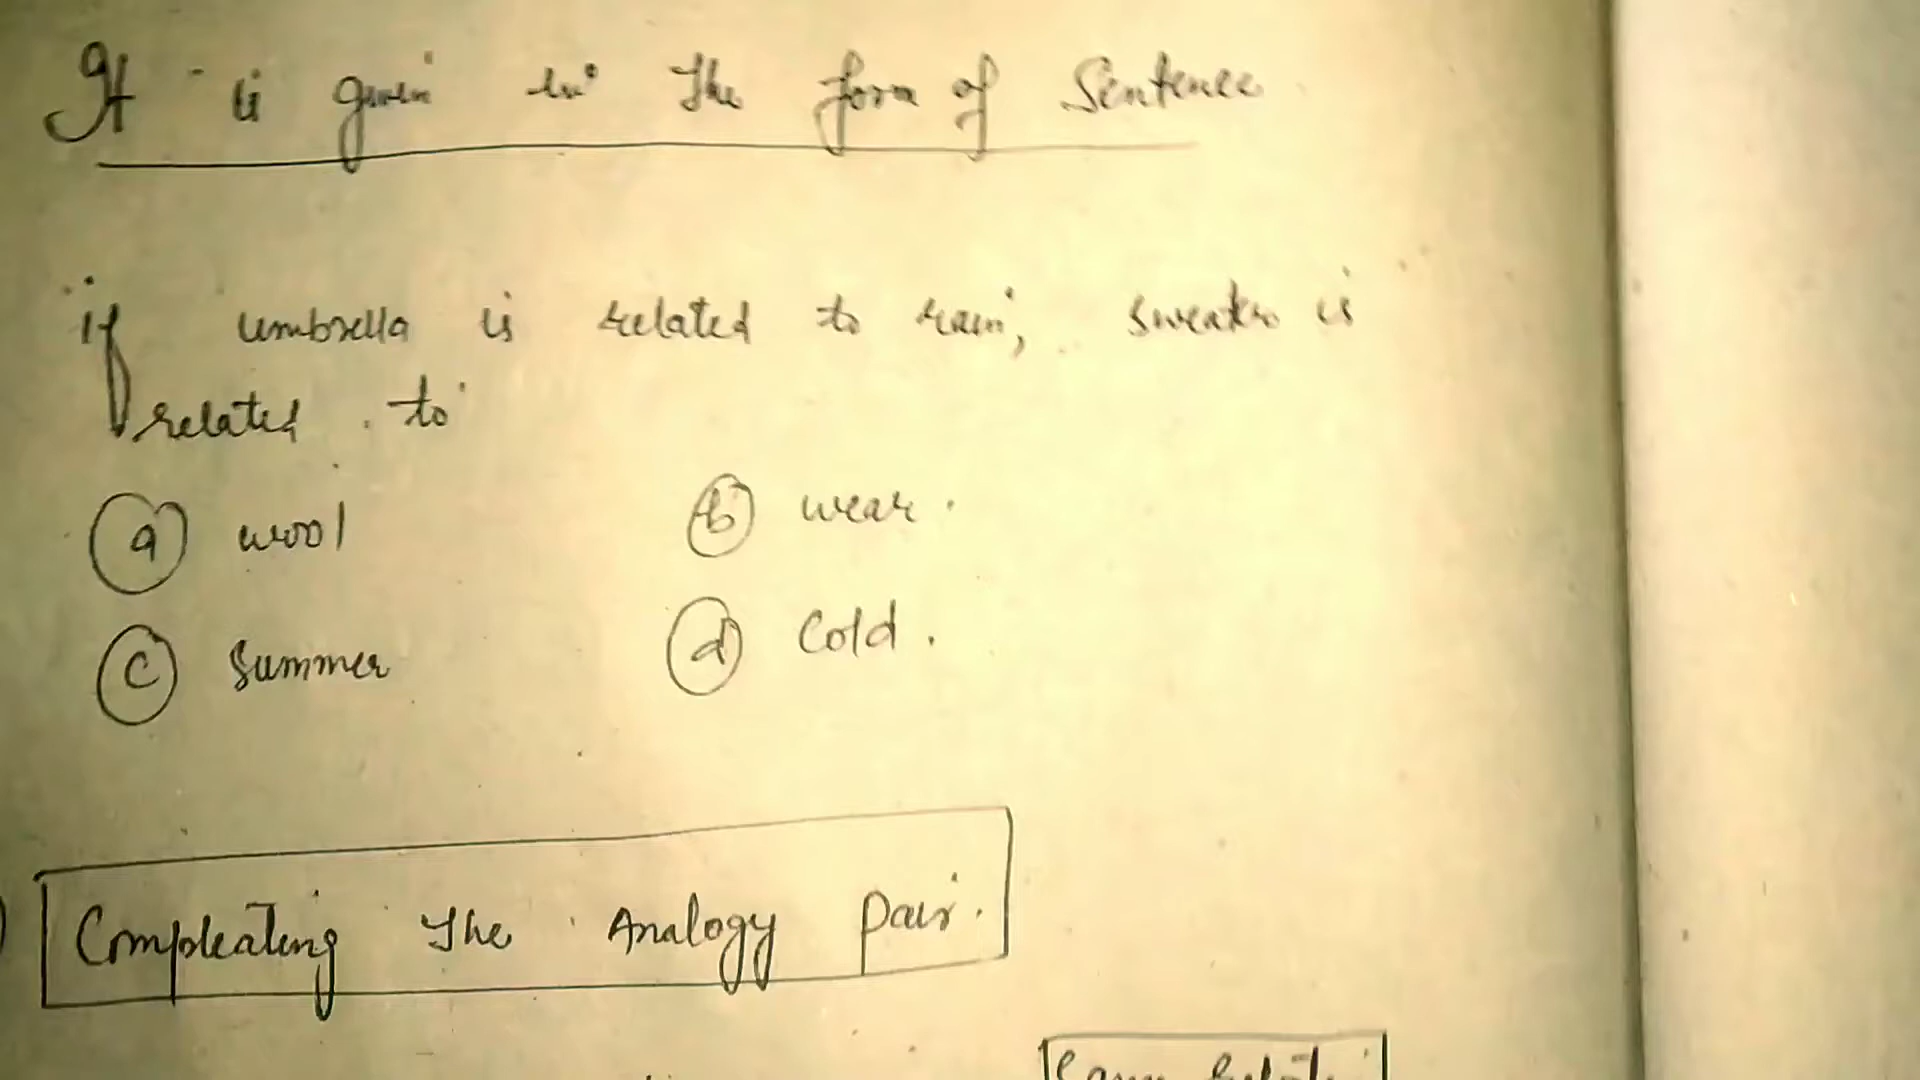 It is given in the form of Sentence
if umbrella is related to rain, sweater is
related to
(a) wool (b) wear.
(c) Summer (d) Cold.
Compleating the Analogy pair.